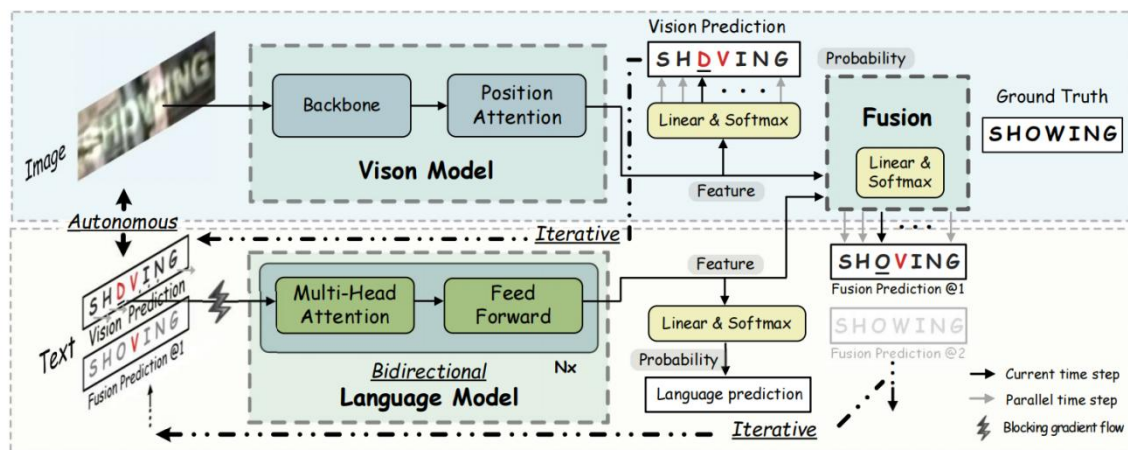 Vision Prediction
SHDVING
Probability
Ground Truth
SHOWING
Image
SHOWING
Backbone
Position Attention
Vison Model
Linear & Softmax
Feature
Fusion
Linear & Softmax
Autonomous
Iterative
SHOVING
Fusion Prediction @1
SHOWING
Fusion Prediction @2
Text
SHDVING
Vision Prediction
SHOVING
Fusion Prediction @1
Multi-Head Attention
Feed Forward
Nx
Bidirectional
Language Model
Feature
Linear & Softmax
Probability
Language prediction
Iterative
Current time step
Parallel time step
Blocking gradient flow